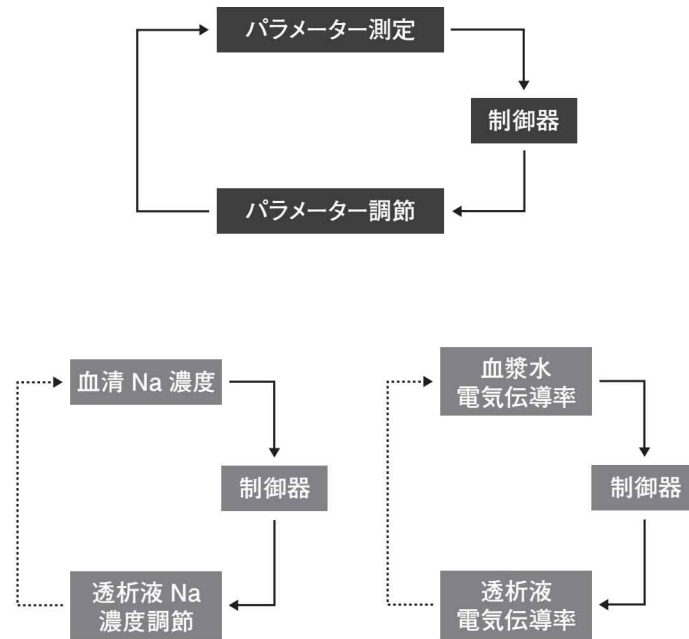 パラメーター測定
制御器
パラメーター調節
血清 Na 濃度
制御器
透析液 Na
濃度調節
血漿水
電気伝導率
制御器
透析液
電気伝導率